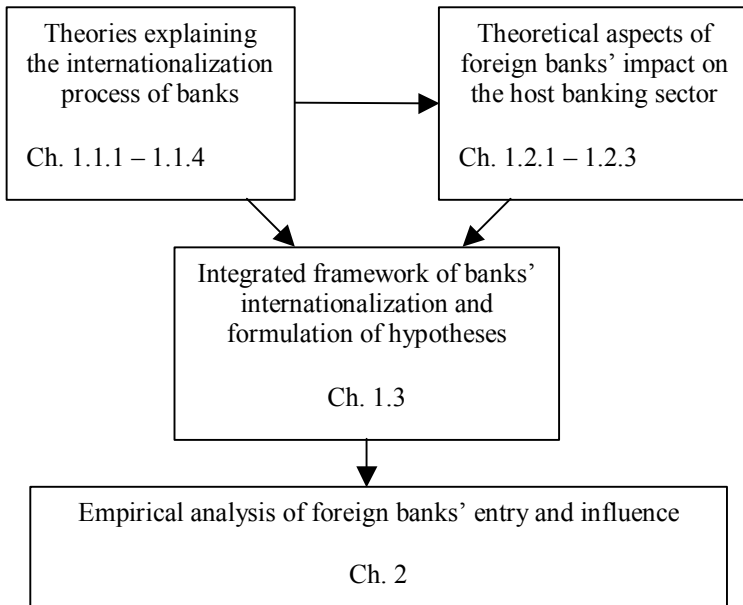 Theories explaining
the internationalization
process of banks
Ch. 1.1.1 – 1.1.4
Theoretical aspects of
foreign banks’ impact on
the host banking sector
Ch. 1.2.1 – 1.2.3
Integrated framework of banks’
internationalization and
formulation of hypotheses
Ch. 1.3
Empirical analysis of foreign banks’ entry and influence
Ch. 2